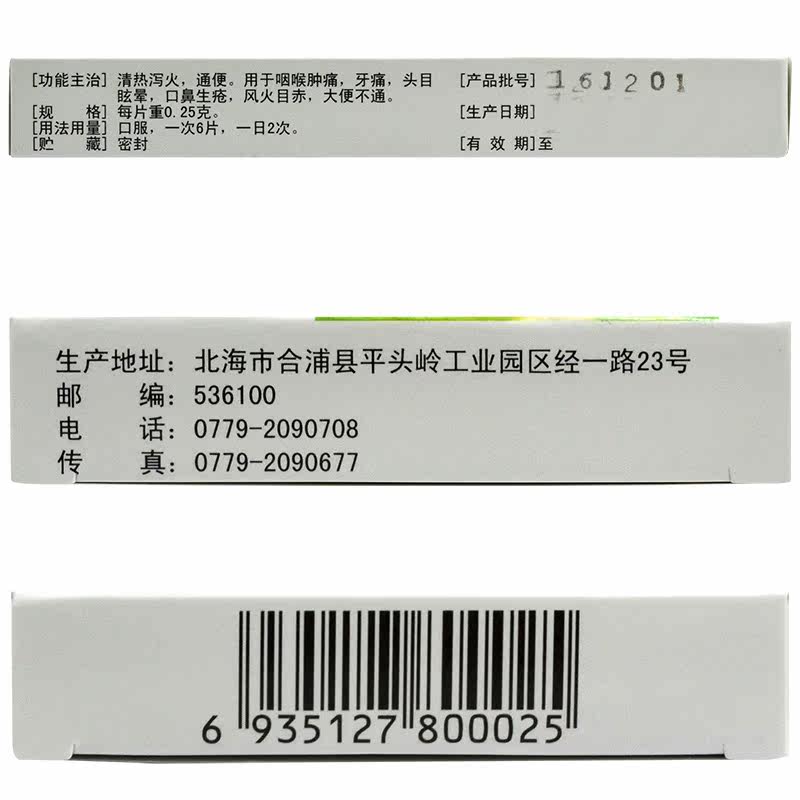 [功能主治] 清热泻火，通便。用于咽喉肿痛，牙痛，头目
眩晕，口鼻生疮，风火目赤，大便不通。
[规 格] 每片重0.25克。
[用法用量] 口服，一次6片，一日2次。
[贮 藏] 密封
[产品批号] 161201
[生产日期]
[有 效 期]至
生产地址：北海市合浦县平头岭工业园区经一路23号
邮 编：536100
电 话：0779-2090708
传 真：0779-2090677
6 935127 800025